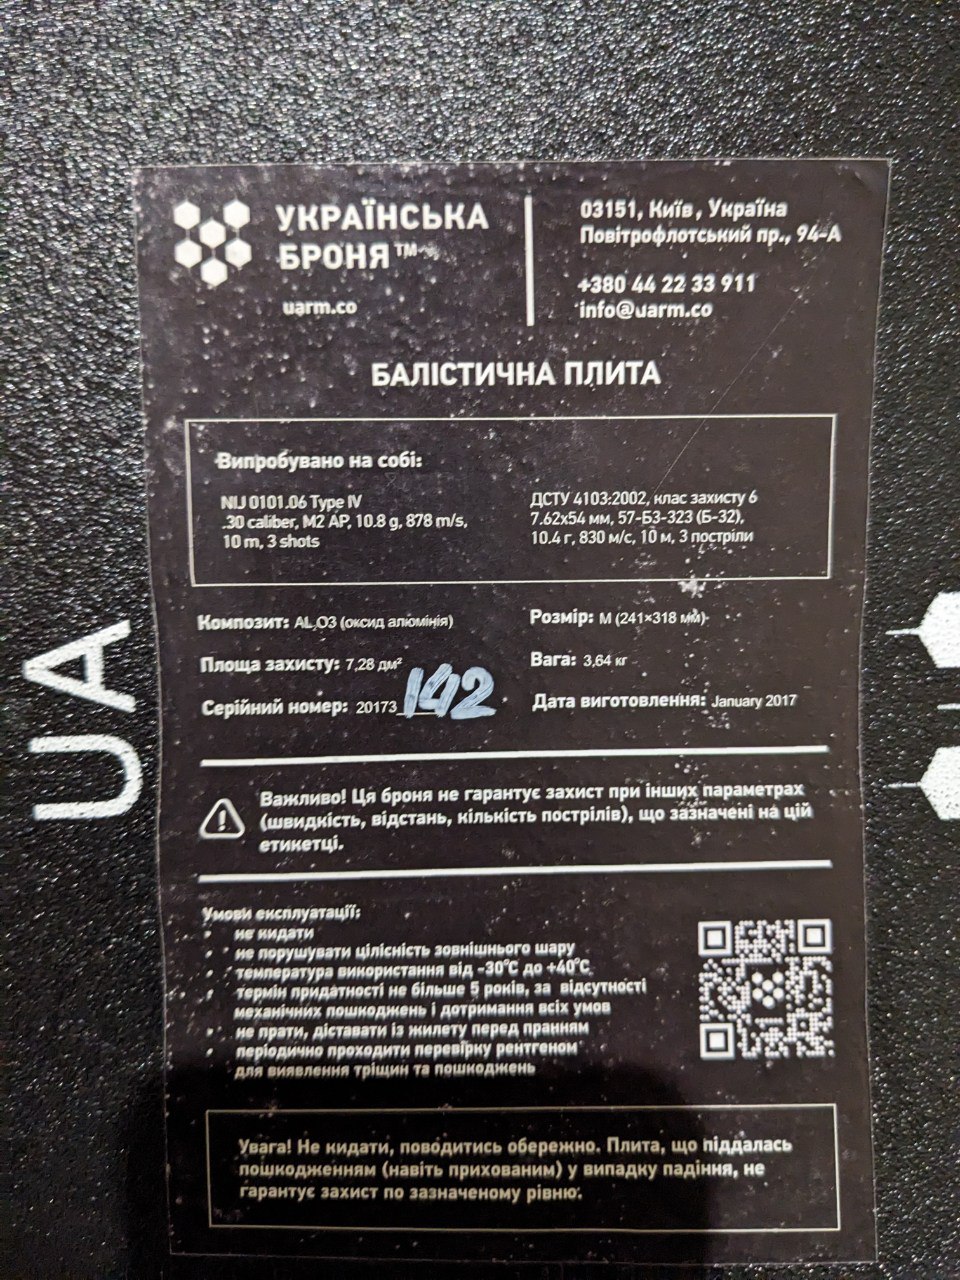 УКРАЇНСЬКА
БРОНЯ™
uarm.co
03151, Київ, Україна
Повітрофлотський пр., 94-А
+380 44 22 33 911
info@uarm.co
БАЛІСТИЧНА ПЛИТА
Випробувано на собі:
NIJ 0101.06 Type IV
.30 caliber, M2 AP, 10.8 g, 878 m/s,
10 m, 3 shots
ДСТУ 4103:2002, клас захисту 6
7.62х54 мм, 57-БЗ-323 (Б-32),
10.4 г, 830 м/с, 10 м, 3 постріли
Композит: AL2O3 (оксид алюмінія)
Розмір: M (241×318 мм)
Площа захисту: 7,28 дм²
Вага: 3,64 кг
Серійний номер: 20173 142
Дата виготовлення: January 2017
Важливо! Ця броня не гарантує захист при інших параметрах
(швидкість, відстань, кількість пострілів), що зазначені на цій
етикетці.
Умови експлуатації:
• не кидати
• не порушувати цілісність зовнішнього шару
• температура використання від -30°C до +40°C
• термін придатності не більше 5 років, за відсутності
механічних пошкоджень і дотримання всіх умов
• не прати, діставати із жилету перед пранням
• періодично проходити перевірку рентгеном
для виявлення тріщин та пошкоджень
Увага! Не кидати, поводитись обережно. Плита, що піддалась
пошкодженням (навіть прихованим) у випадку падіння, не
гарантує захист по зазначеному рівню.
UA